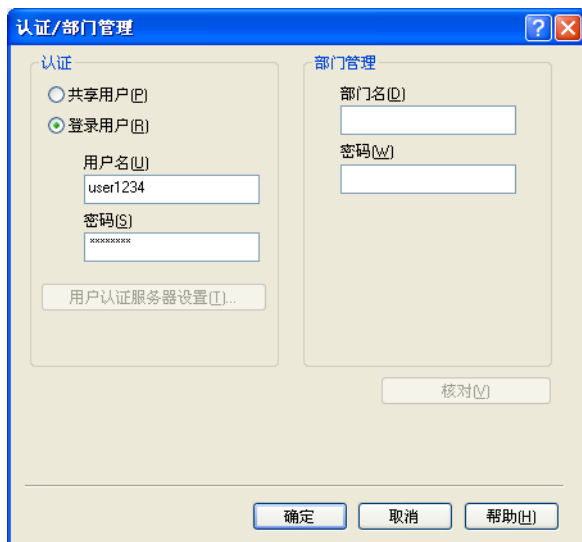 认证/部门管理
认证
共享用户(P)
登录用户(R)
用户名(U)
user1234
密码(S)
********
用户认证服务器设置(T)...
部门管理
部门名(D)
密码(W)
核对(V)
确定
取消
帮助(H)